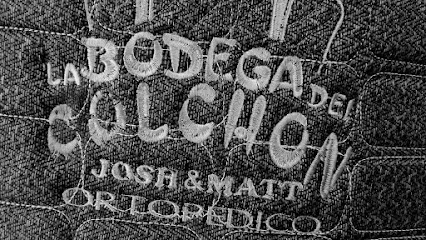 LA BODEGA DEL
COLCHON
JOSH & MATT
ORTOPEDICO